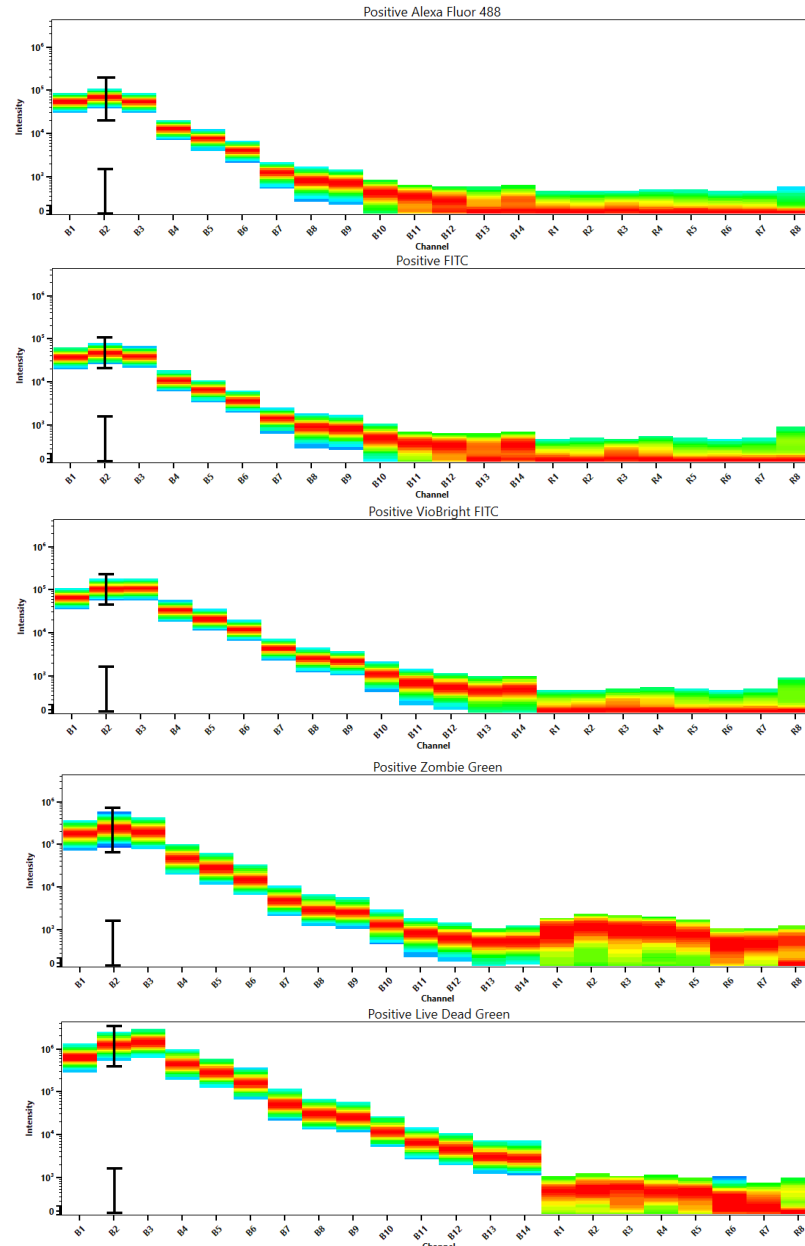 Positive Alexa Fluor 488
Intensity
10⁶
10⁵
10⁴
10³
0
B1 B2 B3 B4 B5 B6 B7 B8 B9 B10 B11 B12 B13 B14 R1 R2 R3 R4 R5 R6 R7 R8
Channel
Positive FITC
Intensity
10⁶
10⁵
10⁴
10³
0
B1 B2 B3 B4 B5 B6 B7 B8 B9 B10 B11 B12 B13 B14 R1 R2 R3 R4 R5 R6 R7 R8
Channel
Positive VioBright FITC
Intensity
10⁶
10⁵
10⁴
10³
0
B1 B2 B3 B4 B5 B6 B7 B8 B9 B10 B11 B12 B13 B14 R1 R2 R3 R4 R5 R6 R7 R8
Channel
Positive Zombie Green
Intensity
10⁶
10⁵
10⁴
10³
0
B1 B2 B3 B4 B5 B6 B7 B8 B9 B10 B11 B12 B13 B14 R1 R2 R3 R4 R5 R6 R7 R8
Channel
Positive Live Dead Green
Intensity
10⁶
10⁵
10⁴
10³
0
B1 B2 B3 B4 B5 B6 B7 B8 B9 B10 B11 B12 B13 B14 R1 R2 R3 R4 R5 R6 R7 R8
Channel